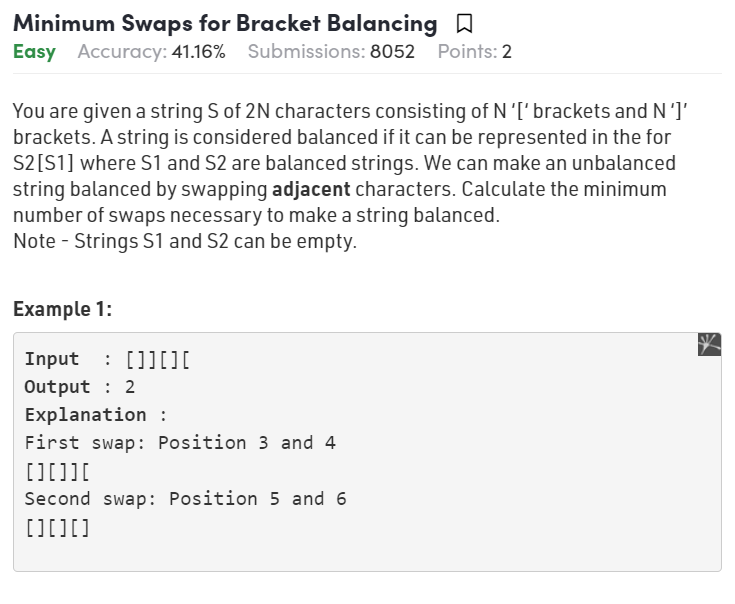 Minimum Swaps for Bracket Balancing
Easy Accuracy: 41.16% Submissions: 8052 Points: 2
You are given a string S of 2N characters consisting of N '[' brackets and N ']'
brackets. A string is considered balanced if it can be represented in the for
S2[S1] where S1 and S2 are balanced strings. We can make an unbalanced
string balanced by swapping adjacent characters. Calculate the minimum
number of swaps necessary to make a string balanced.
Note - Strings S1 and S2 can be empty.
Example 1:
Input : []][][
Output : 2
Explanation :
First swap: Position 3 and 4
[][]][
Second swap: Position 5 and 6
[][][]